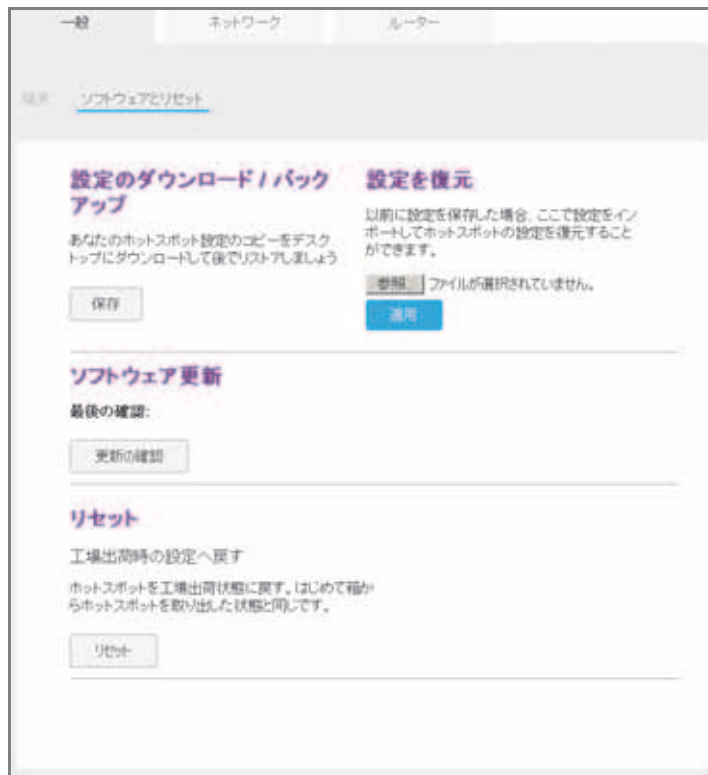 一般
ネットワーク
ルーター
ソフトウェアとリセット
設定のダウンロード / バック
アップ
あなたのホットスポット設定のコピーをデスク
トップにダウンロードして後でリストアしましょう
保存
設定を復元
以前に設定を保存した場合、ここで設定をイン
ポートしてホットスポットの設定を復元すること
ができます。
参照... ファイルが選択されていません。
適用
ソフトウェア更新
最後の確認:
更新の確認
リセット
工場出荷時の設定へ戻す
ホットスポットを工場出荷状態に戻す。はじめて箱か
らホットスポットを取り出した状態と同じです。
リセット